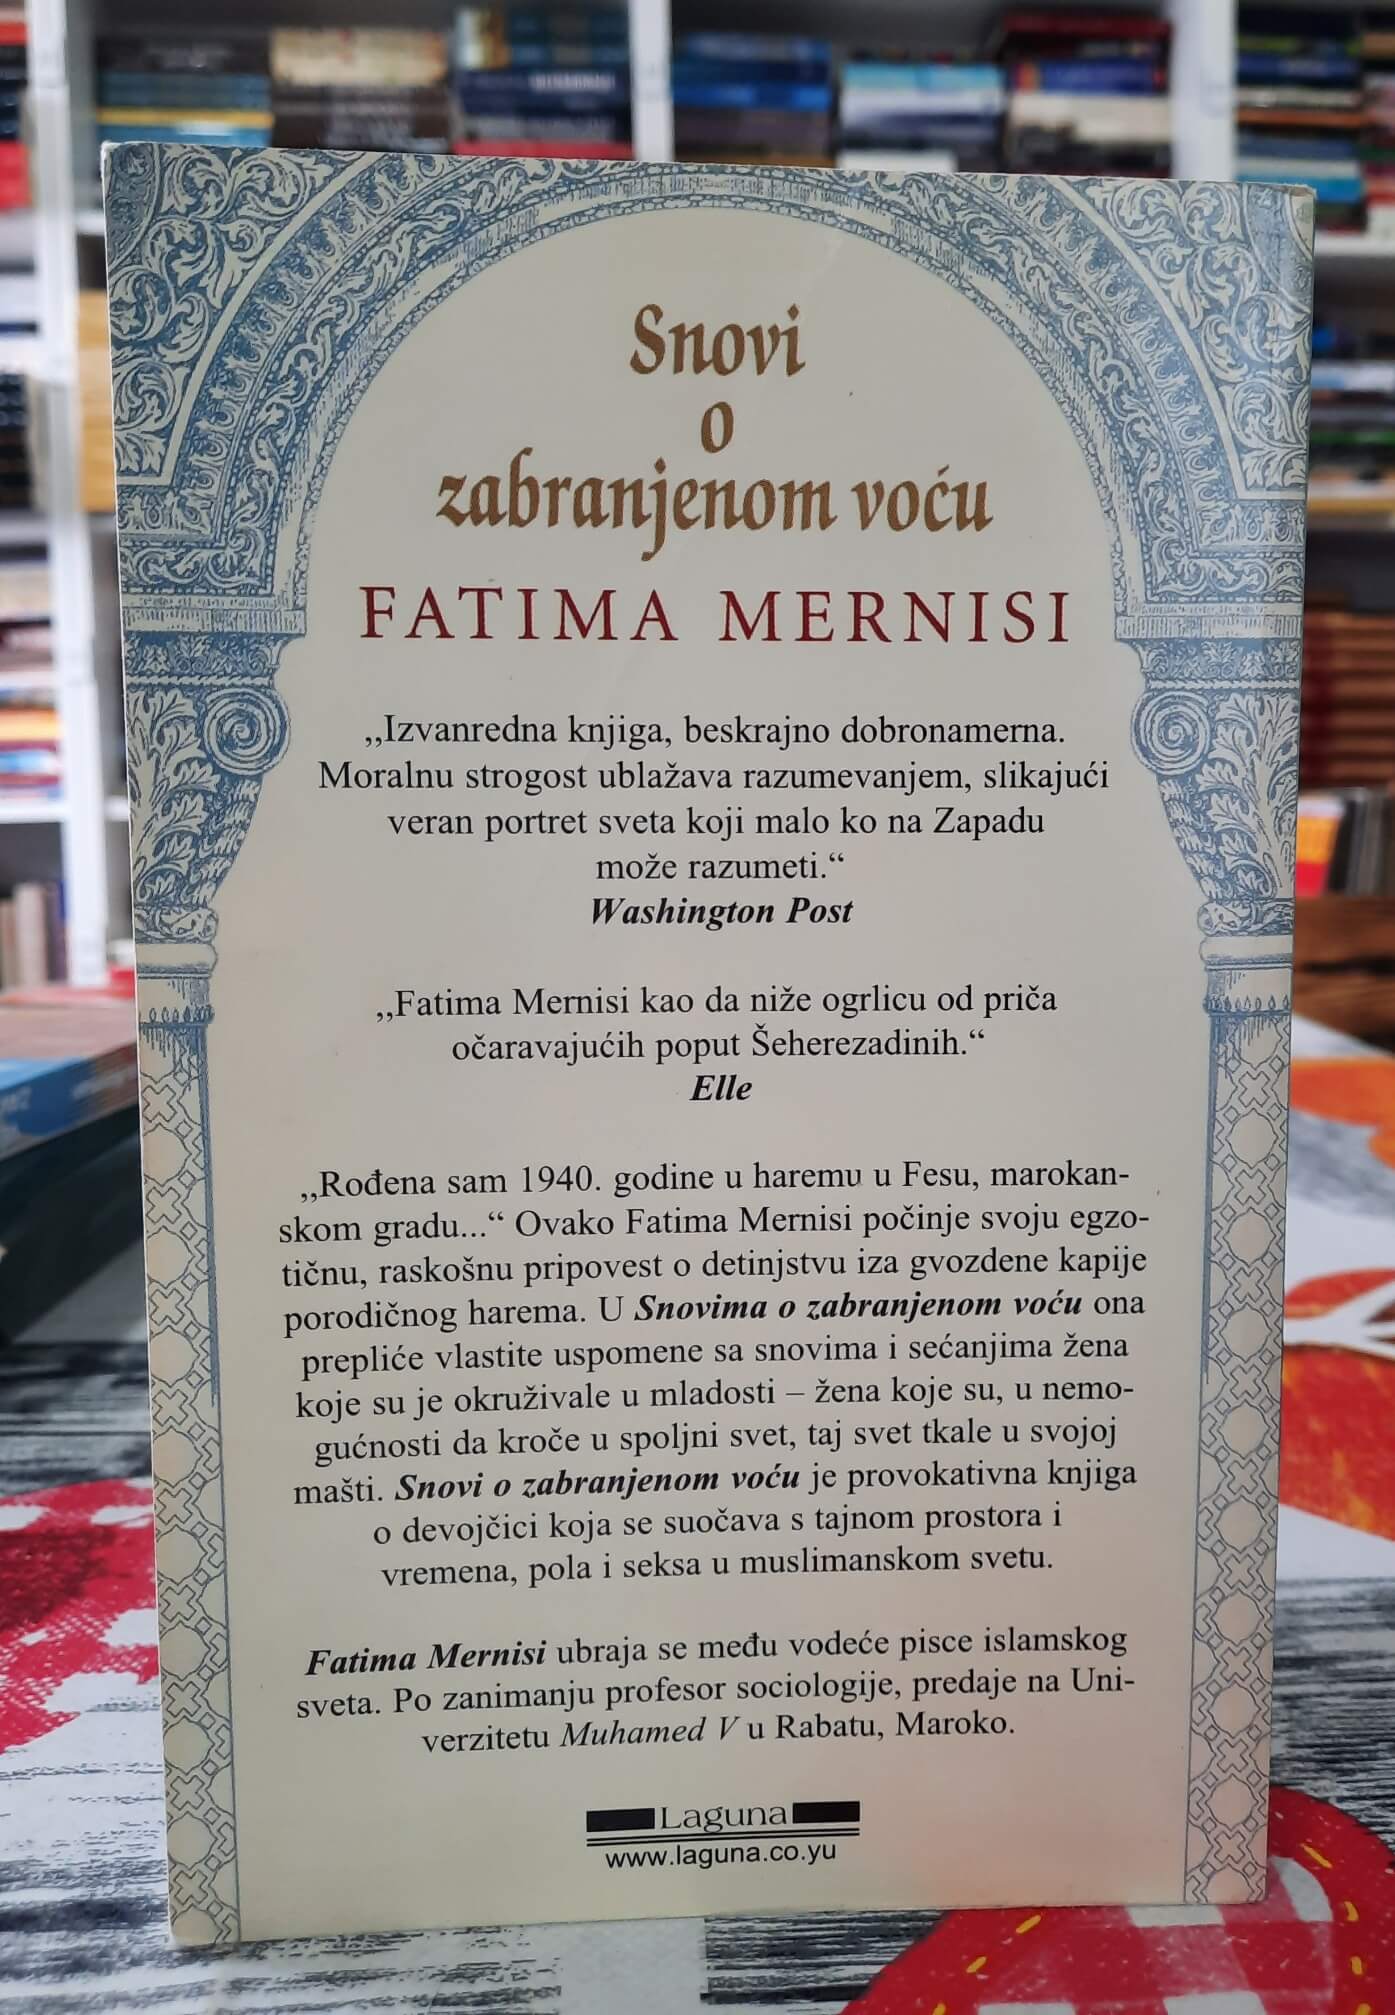 Snovi
o
zabranjenom voću
FATIMA MERNISI
„Izvanredna knjiga, beskrajno dobronamerna.
Moralnu strogost ublažava razumevanjem, slikajući
veran portret sveta koji malo ko na Zapadu
može razumeti.“
Washington Post
„Fatima Mernisi kao da niže ogrlicu od priča
očaravajućih poput Šeherezadinih.“
Elle
„Rođena sam 1940. godine u haremu u Fesu, marokan-
skom gradu...“ Ovako Fatima Mernisi počinje svoju egzo-
tičnu, raskošnu pripovest o detinjstvu iza gvozdene kapije
porodičnog harema. U Snovima o zabranjenom voću ona
prepliće vlastite uspomene sa snovima i sećanjima žena
koje su je okruživale u mladosti – žena koje su, u nemo-
gućnosti da kroče u spoljni svet, taj svet tkale u svojoj
mašti. Snovi o zabranjenom voću je provokativna knjiga
o devojčici koja se suočava s tajnom prostora i
vremena, pola i seksa u muslimanskom svetu.
Fatima Mernisi ubraja se među vodeće pisce islamskog
sveta. Po zanimanju profesor sociologije, predaje na Uni-
verzitetu Muhamed V u Rabatu, Maroko.
Laguna
www.laguna.co.yu